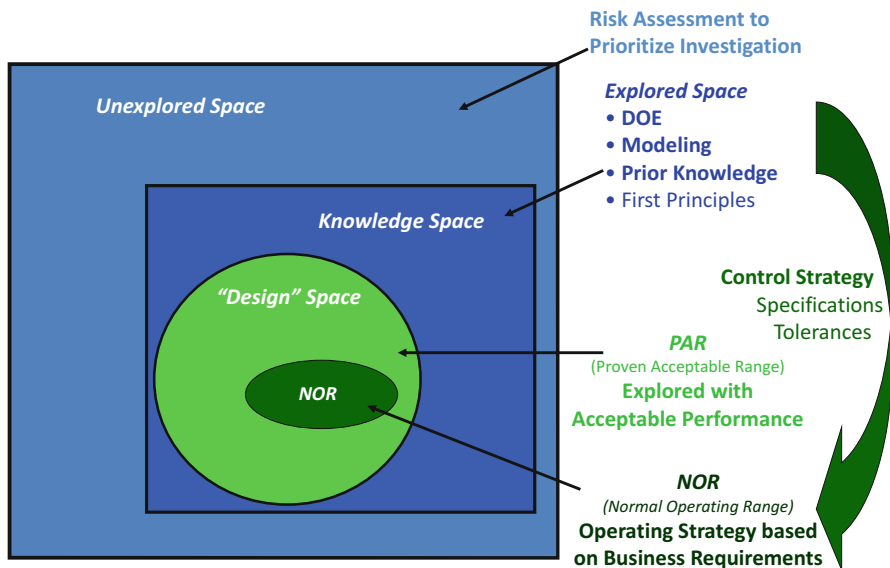 Risk Assessment to
Prioritize Investigation
Unexplored Space
Explored Space
• DOE
• Modeling
• Prior Knowledge
• First Principles
Knowledge Space
Control Strategy
Specifications
Tolerances
“Design” Space
PAR
(Proven Acceptable Range)
Explored with
Acceptable Performance
NOR
NOR
(Normal Operating Range)
Operating Strategy based
on Business Requirements